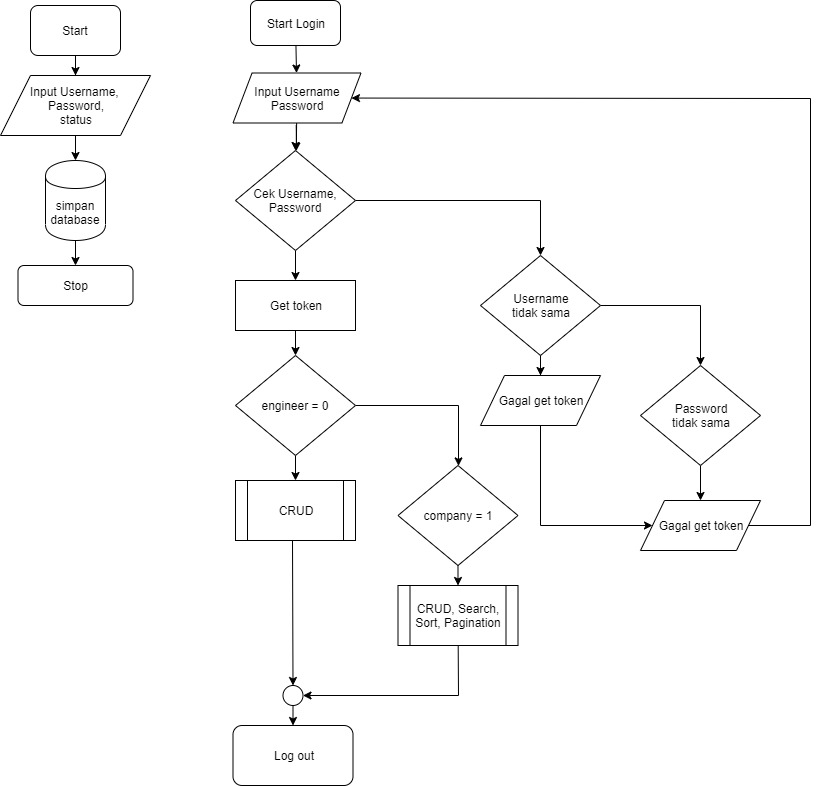 Start
Input Username,
Password,
status
simpan
database
Stop
Start Login
Input Username
Password
Cek Username,
Password
Get token
engineer = 0
CRUD
company = 1
CRUD, Search,
Sort, Pagination
Log out
Username
tidak sama
Gagal get token
Password
tidak sama
Gagal get token